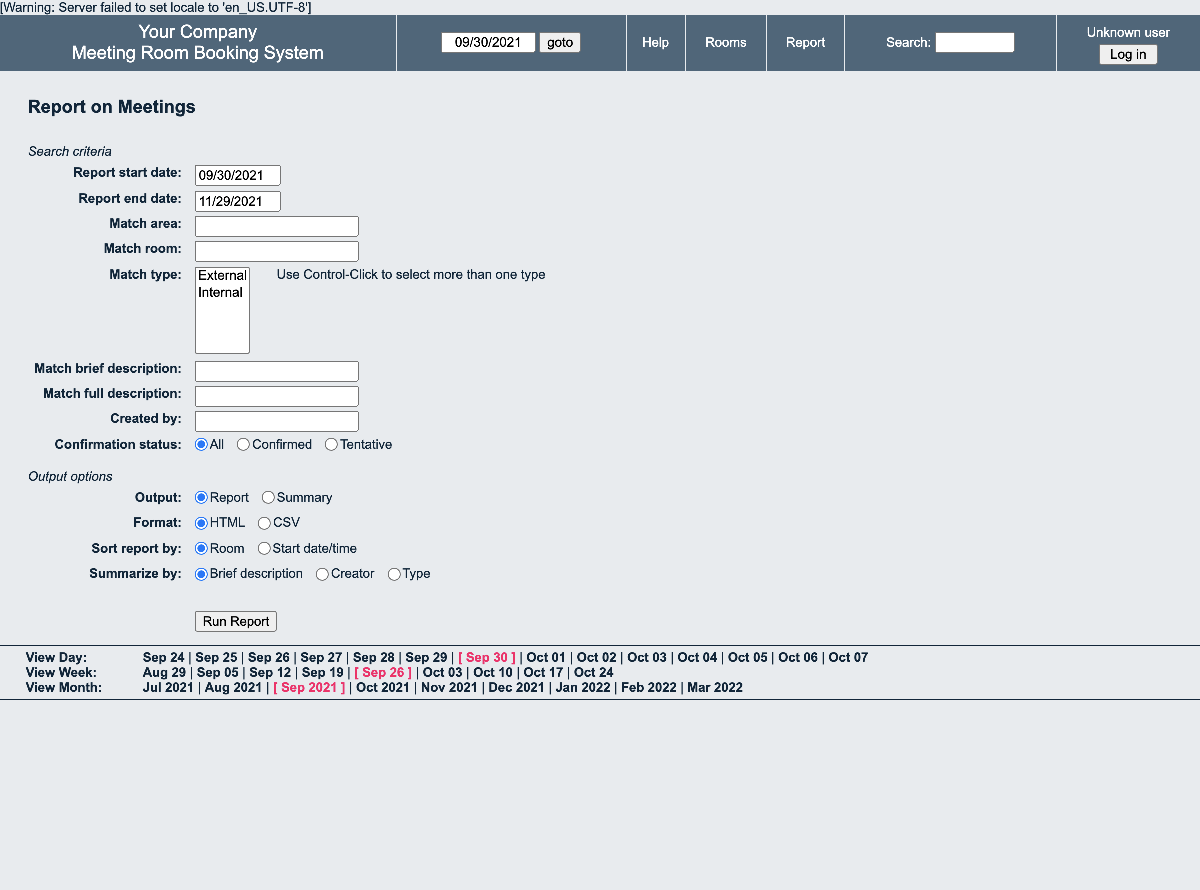 [Warning: Server failed to set locale to 'en_US.UTF-8']
Your Company
Meeting Room Booking System
09/30/2021 goto
Help
Rooms
Report
Search:
Unknown user
Log in
Report on Meetings
Search criteria
Report start date: 09/30/2021
Report end date: 11/29/2021
Match area:
Match room:
Match type: External Use Control-Click to select more than one type
Internal
Match brief description:
Match full description:
Created by:
Confirmation status: All Confirmed Tentative
Output options
Output: Report Summary
Format: HTML CSV
Sort report by: Room Start date/time
Summarize by: Brief description Creator Type
Run Report
View Day: Sep 24 | Sep 25 | Sep 26 | Sep 27 | Sep 28 | Sep 29 | [ Sep 30 ] | Oct 01 | Oct 02 | Oct 03 | Oct 04 | Oct 05 | Oct 06 | Oct 07
View Week: Aug 29 | Sep 05 | Sep 12 | Sep 19 | [ Sep 26 ] | Oct 03 | Oct 10 | Oct 17 | Oct 24
View Month: Jul 2021 | Aug 2021 | [ Sep 2021 ] | Oct 2021 | Nov 2021 | Dec 2021 | Jan 2022 | Feb 2022 | Mar 2022